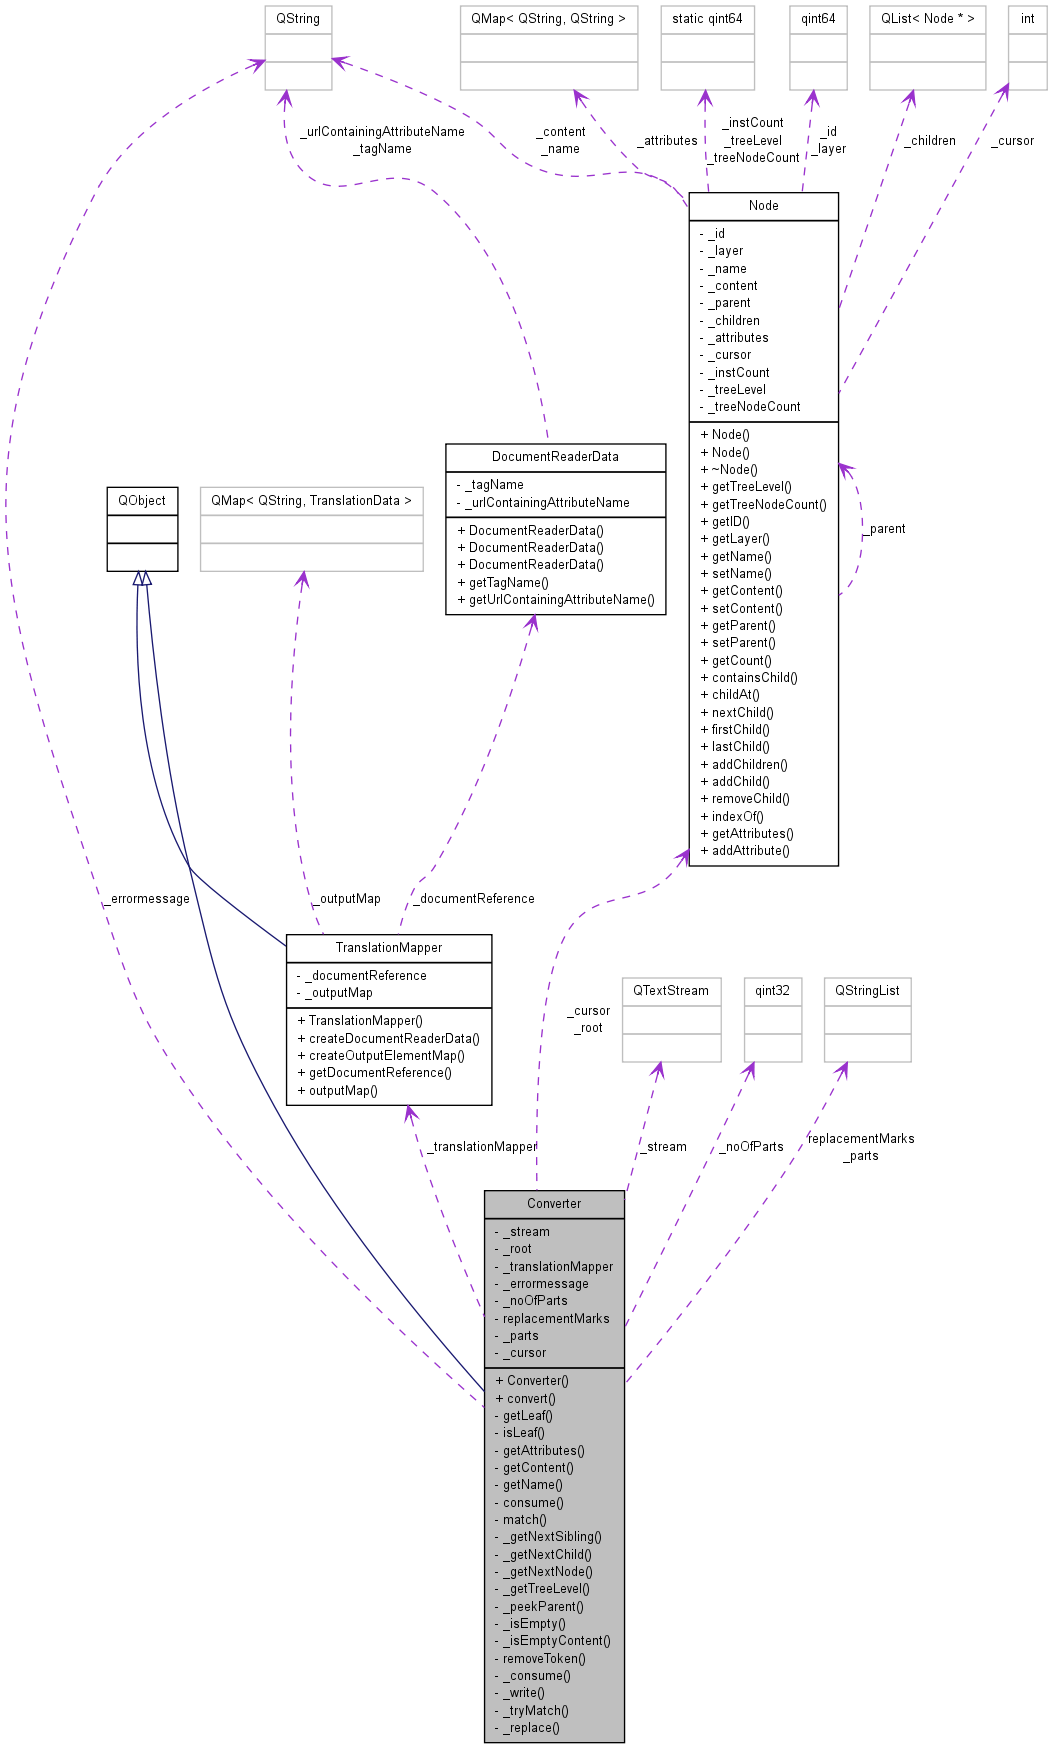 QString
QMap< QString, QString >
static qint64
qint64
QList< Node * >
int
_urlContainingAttributeName
_tagName
_content
_name
_attributes
_instCount
_treeLevel
_treeNodeCount
_id
_layer
_children
_cursor
Node
- _id
- _layer
- _name
- _content
- _parent
- _children
- _attributes
- _cursor
- _instCount
- _treeLevel
- _treeNodeCount
+ Node()
+ Node()
+ ~Node()
+ getTreeLevel()
+ getTreeNodeCount()
+ getID()
+ getLayer()
+ getName()
+ setName()
+ getContent()
+ setContent()
+ getParent()
+ setParent()
+ getCount()
+ containsChild()
+ childAt()
+ nextChild()
+ firstChild()
+ lastChild()
+ addChildren()
+ addChild()
+ removeChild()
+ indexOf()
+ getAttributes()
+ addAttribute()
_parent
DocumentReaderData
- _tagName
- _urlContainingAttributeName
+ DocumentReaderData()
+ DocumentReaderData()
+ DocumentReaderData()
+ getTagName()
+ getUrlContainingAttributeName()
QObject
QMap< QString, TranslationData >
_errormessage
_outputMap
_documentReference
TranslationMapper
- _documentReference
- _outputMap
+ TranslationMapper()
+ createDocumentReaderData()
+ createOutputElementMap()
+ getDocumentReference()
+ outputMap()
_cursor
_root
QTextStream
qint32
QStringList
_translationMapper
_stream
_noOfParts
replacementMarks
_parts
Converter
- _stream
- _root
- _translationMapper
- _errormessage
- _noOfParts
- replacementMarks
- _parts
- _cursor
+ Converter()
+ convert()
- getLeaf()
- isLeaf()
- getAttributes()
- getContent()
- getName()
- consume()
- match()
- _getNextSibling()
- _getNextChild()
- _getNextNode()
- _getTreeLevel()
- _peekParent()
- _isEmpty()
- _isEmptyContent()
- removeToken()
- _consume()
- _write()
- _tryMatch()
- _replace()